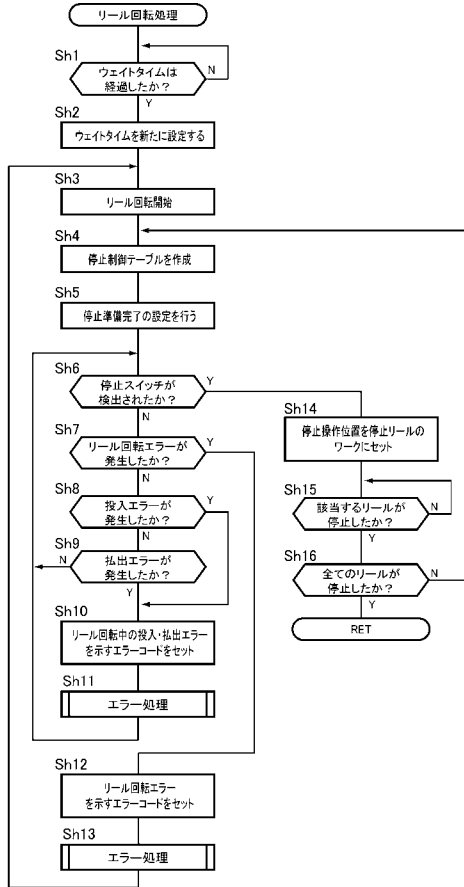 リール回転処理
Sh1
ウェイトタイムは
経過したか?
N
Y
Sh2
ウェイトタイムを新たに設定する
Sh3
リール回転開始
Sh4
停止制御テーブルを作成
Sh5
停止準備完了の設定を行う
Sh6
停止スイッチが
検出されたか?
Y
N
Sh7
リール回転エラーが
発生したか?
Y
N
Sh8
投入エラーが
発生したか?
Y
N
Sh9
払出エラーが
発生したか?
N
Y
Sh10
リール回転中の投入・払出エラー
を示すエラーコードをセット
Sh11
エラー処理
Sh12
リール回転エラー
を示すエラーコードをセット
Sh13
エラー処理
Sh14
停止操作位置を停止リールの
ワークにセット
Sh15
該当するリールが
停止したか?
N
Y
Sh16
全てのリールが
停止したか?
N
Y
RET